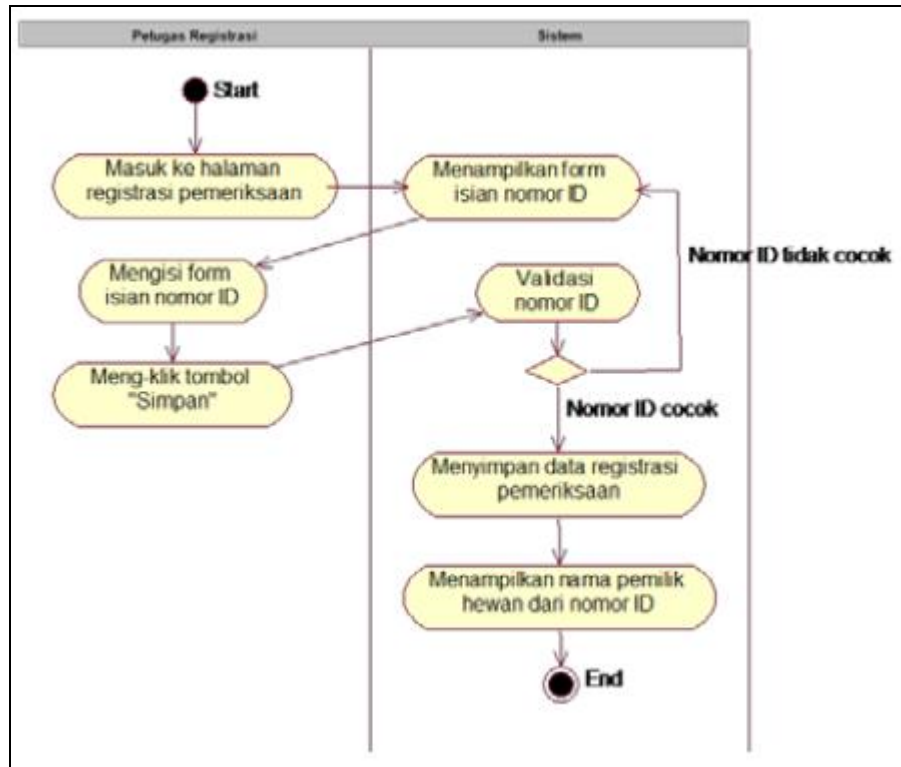 Petugas Registrasi
Sistem
Start
Masuk ke halaman
registrasi pemeriksaan
Menampilkan form
isian nomor ID
Nomor ID tidak cocok
Mengisi form
isian nomor ID
Validasi
nomor ID
Meng-klik tombol
"Simpan"
Nomor ID cocok
Menyimpan data registrasi
pemeriksaan
Menampilkan nama pemilik
hewan dari nomor ID
End